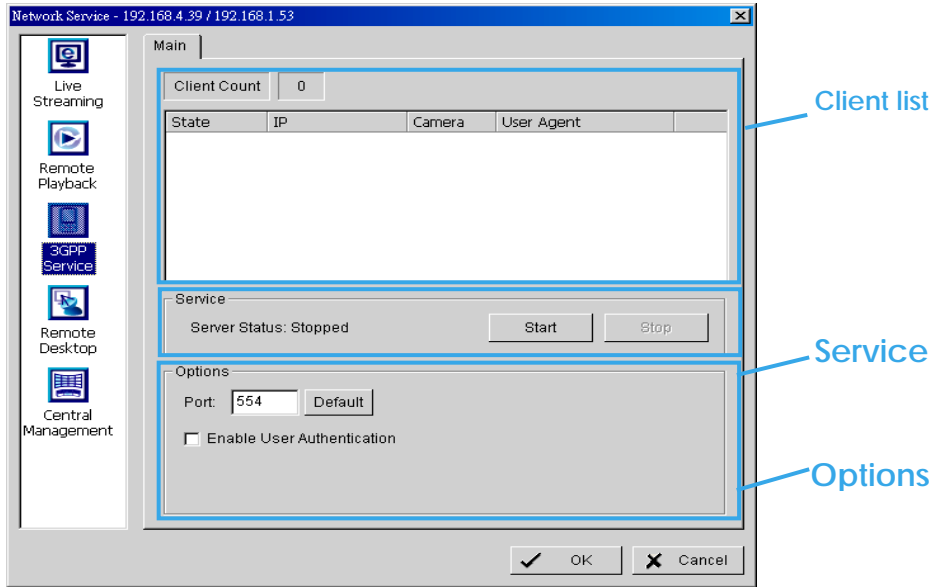 Network Service - 192.168.4.39 / 192.168.1.53
Live
Streaming
Remote
Playback
3GPP
Service
Remote
Desktop
Central
Management
Main
Client Count 0
State IP Camera User Agent
Service
Server Status: Stopped Start Stop
Options
Port: 554 Default
Enable User Authentication
OK Cancel
Client list
Service
Options